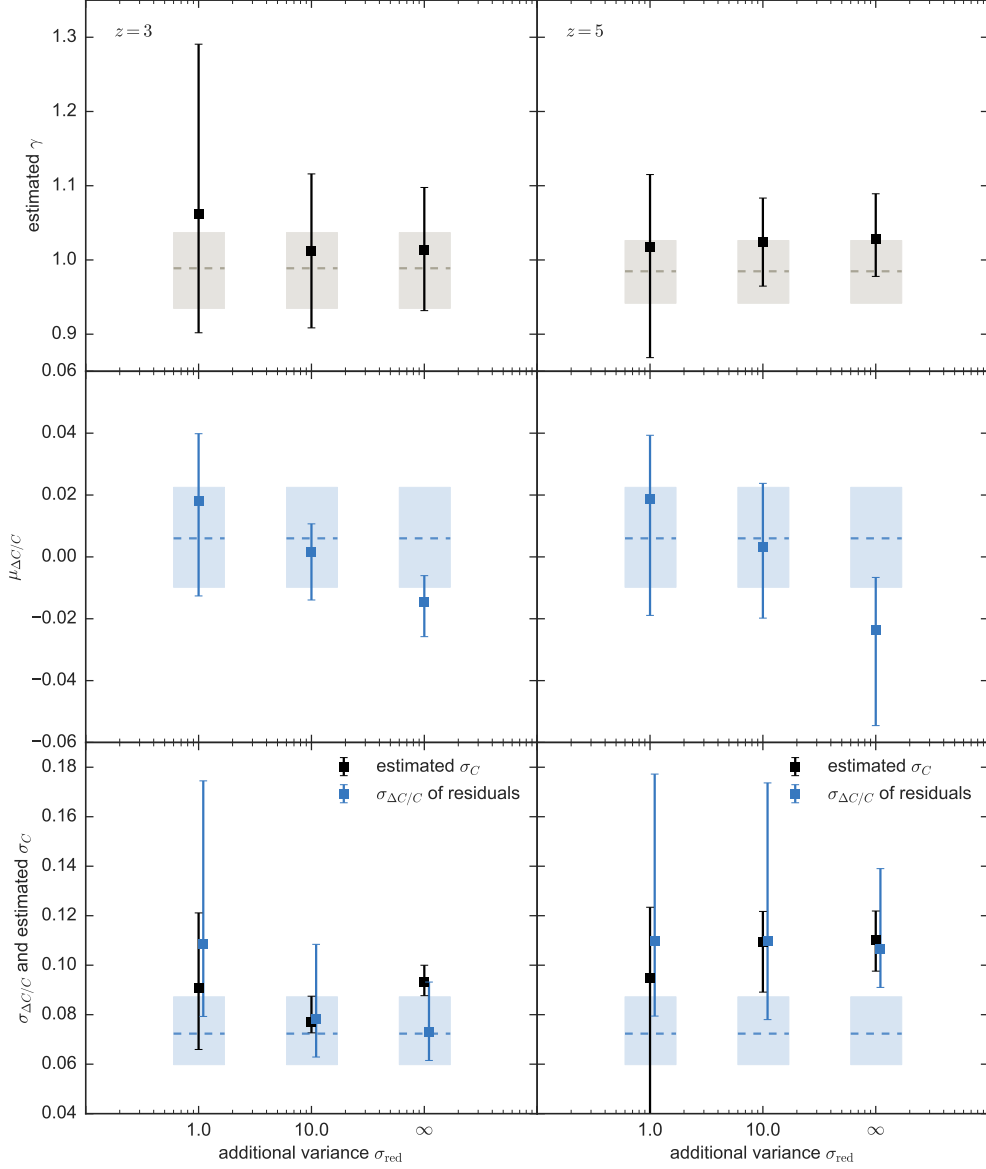 z = 3
z = 5
estimated γ
1.3
1.2
1.1
1.0
0.9
0.06
μ_{ΔC/C}
0.04
0.02
0.00
−0.02
−0.04
−0.06
σ_{ΔC/C} and estimated σ_C
0.18
0.16
0.14
0.12
0.10
0.08
0.06
0.04
estimated σ_C
σ_{ΔC/C} of residuals
estimated σ_C
σ_{ΔC/C} of residuals
1.0 10.0 ∞
1.0 10.0 ∞
additional variance σ_red
additional variance σ_red